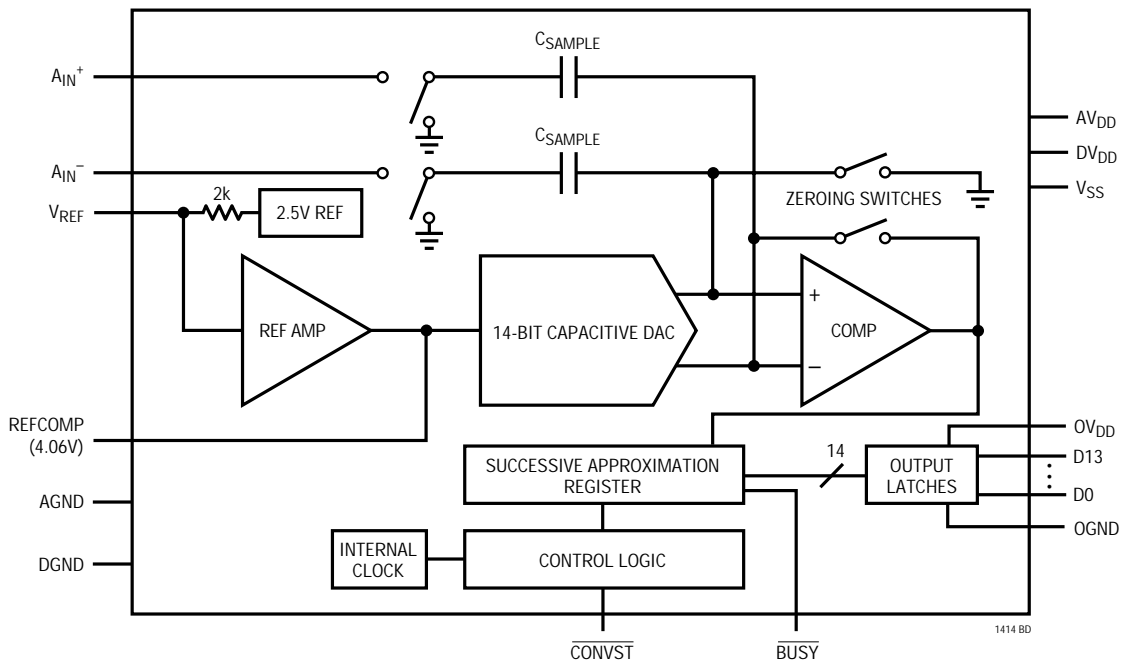 CSAMPLE
AIN+
CSAMPLE
AIN−
AVDD
DVDD
VSS
2k
VREF
2.5V REF
ZEROING SWITCHES
+
REF AMP
14-BIT CAPACITIVE DAC
COMP
−
REFCOMP
(4.06V)
OVDD
14
D13
SUCCESSIVE APPROXIMATION
REGISTER
OUTPUT
LATCHES
D0
AGND
OGND
INTERNAL
CLOCK
CONTROL LOGIC
DGND
1414 BD
CONVST
BUSY